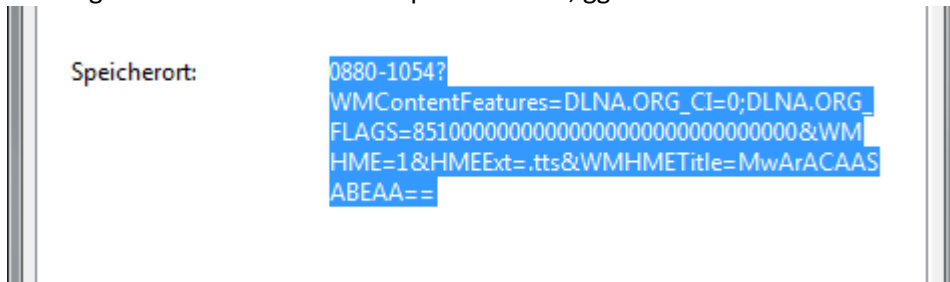 Speicherort:
0880-1054?
WMContentFeatures=DLNA.ORG_CI=0;DLNA.ORG_
FLAGS=85100000000000000000000000000000&WM
HME=1&HMEExt=.tts&WMHMETitle=MwArACAAS
ABEAA==